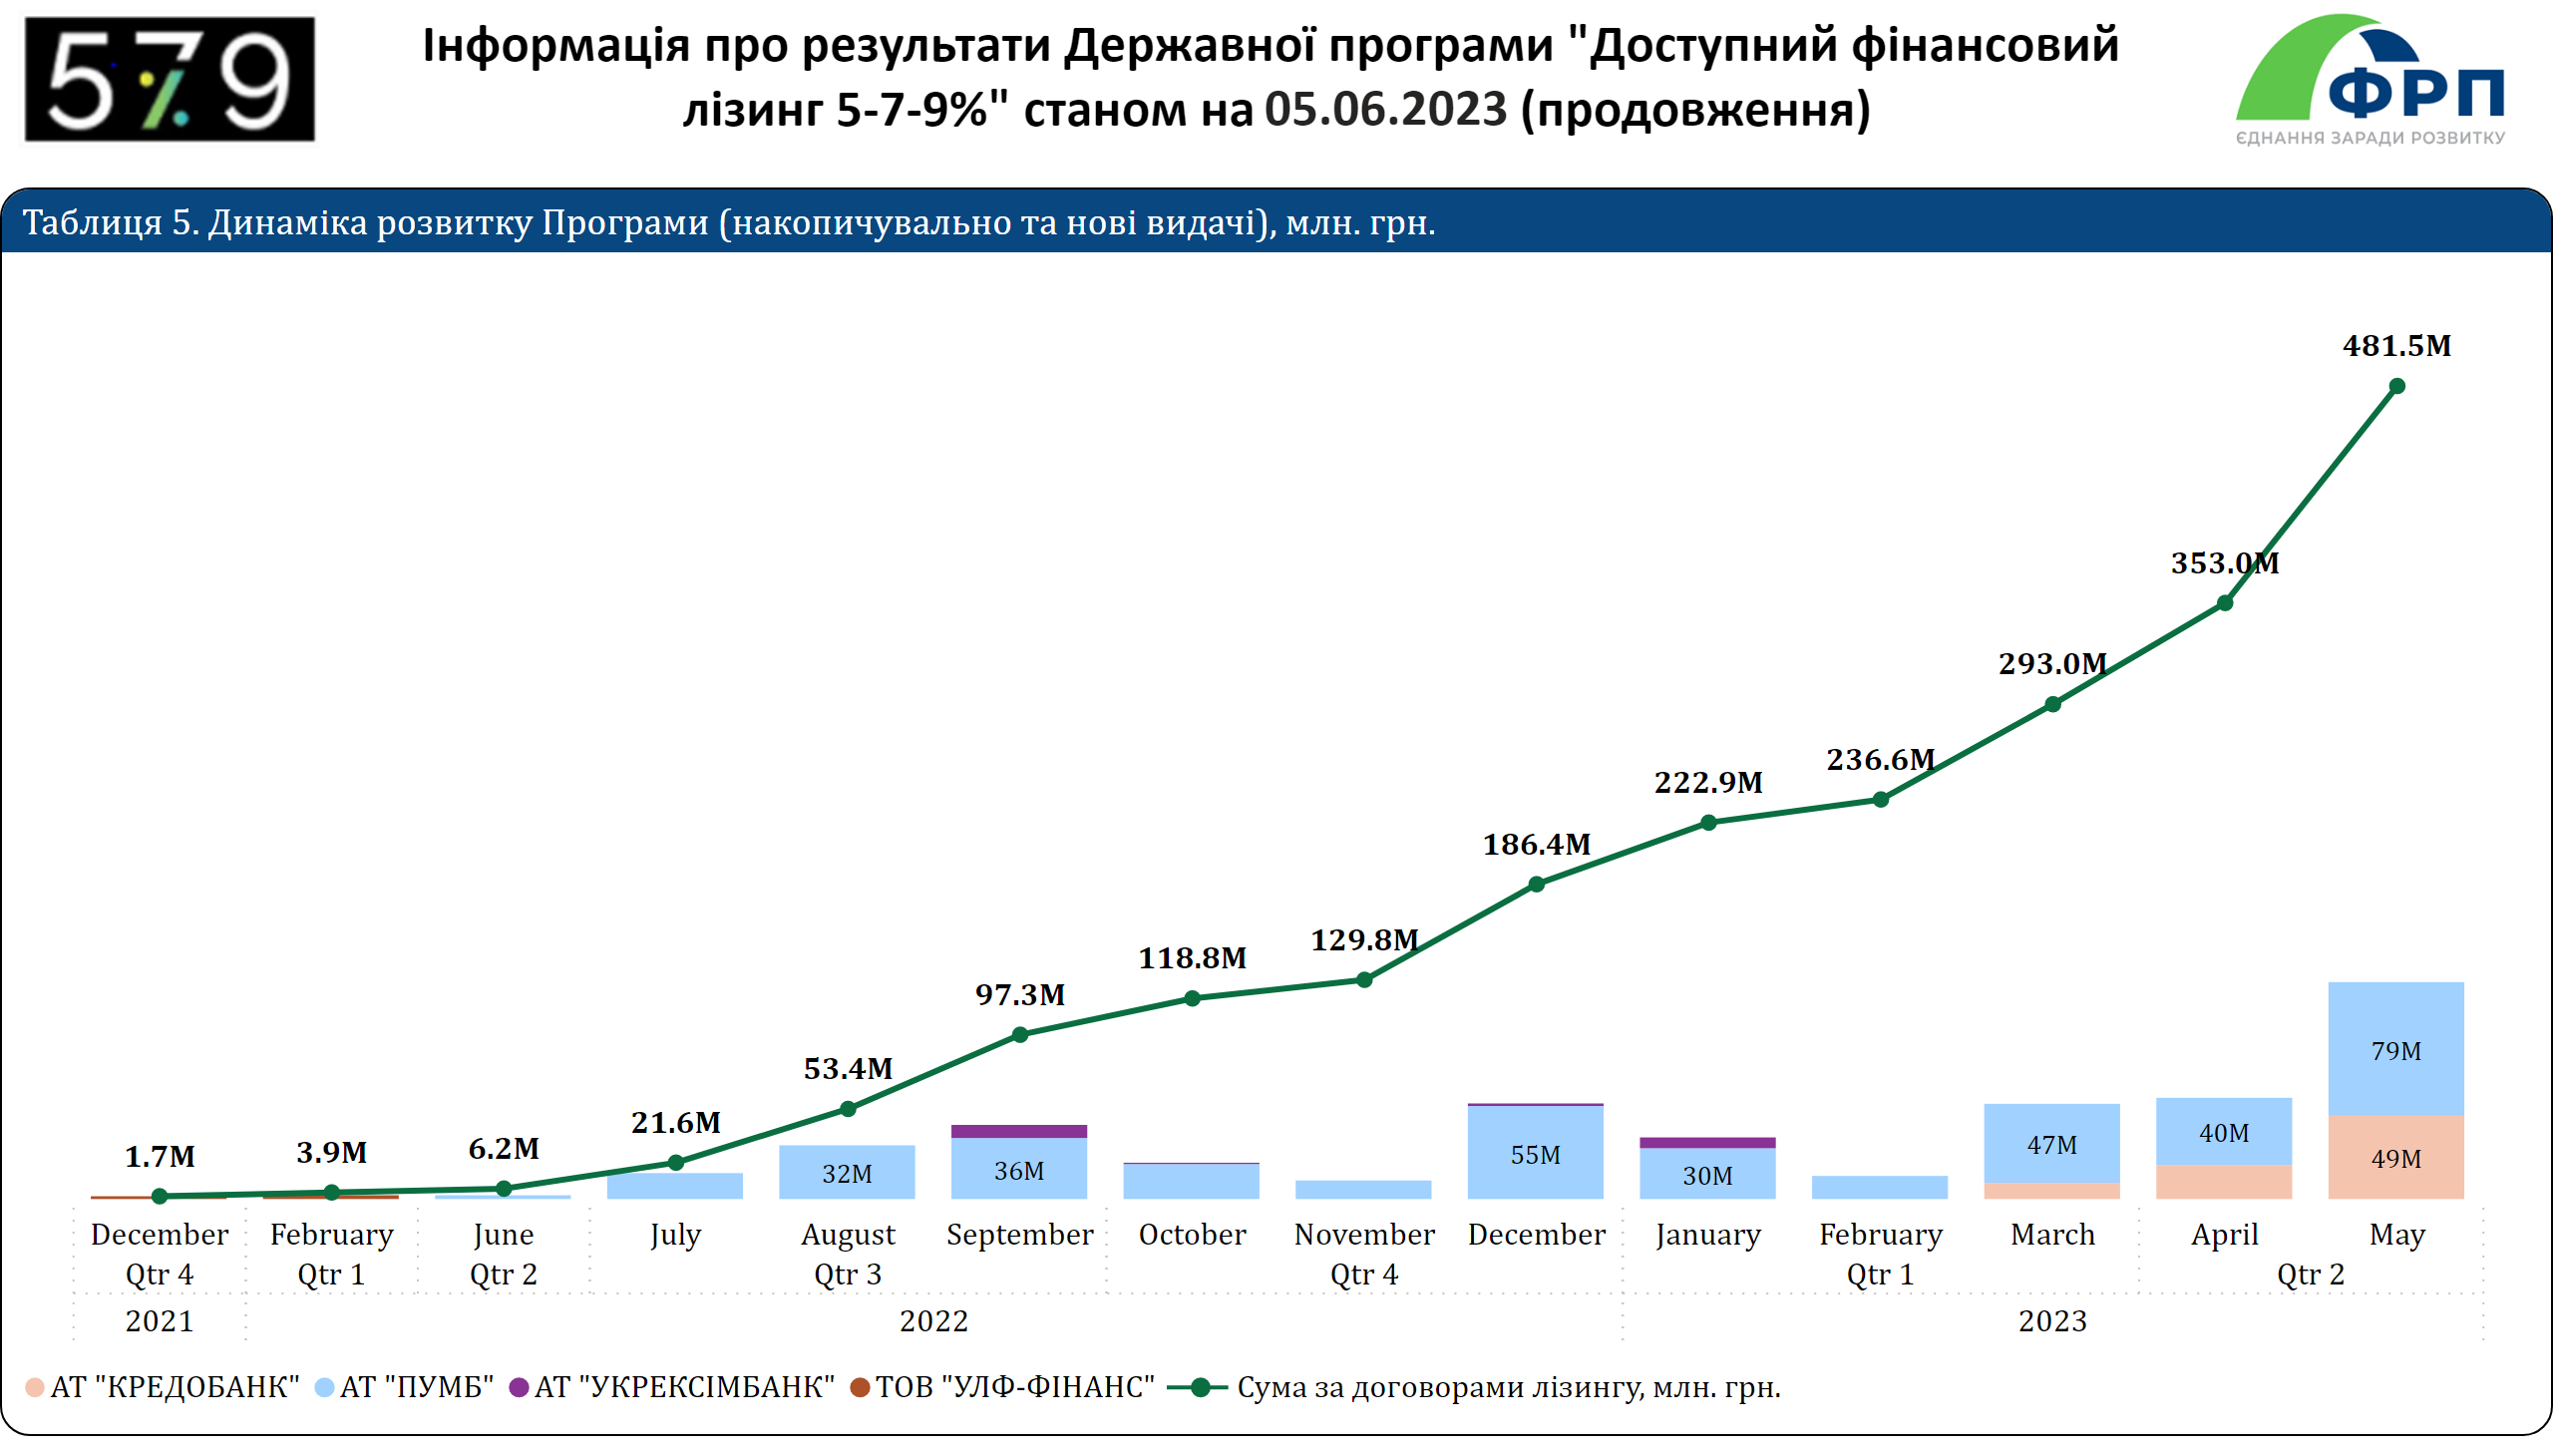 579
Інформація про результати Державної програми "Доступний фінансовий
лізинг 5-7-9%" станом на 05.06.2023 (продовження)
ФРП
ЄДНАННЯ ЗАРАДИ РОЗВИТКУ
Таблиця 5. Динаміка розвитку Програми (накопичувально та нові видачі), млн. грн.
481.5M
353.0M
293.0M
236.6M
222.9M
186.4M
129.8M
118.8M
97.3M
53.4M
21.6M
6.2M
3.9M
1.7M
32M
36M
55M
30M
47M
40M
79M
49M
December February June July August September October November December January February March April May
Qtr 4 Qtr 1 Qtr 2 Qtr 3 Qtr 4 Qtr 1 Qtr 2
2021 2022 2023
АТ "КРЕДОБАНК" АТ "ПУМБ" АТ "УКРЕКСІМБАНК" ТОВ "УЛФ-ФІНАНС" Сума за договорами лізингу, млн. грн.